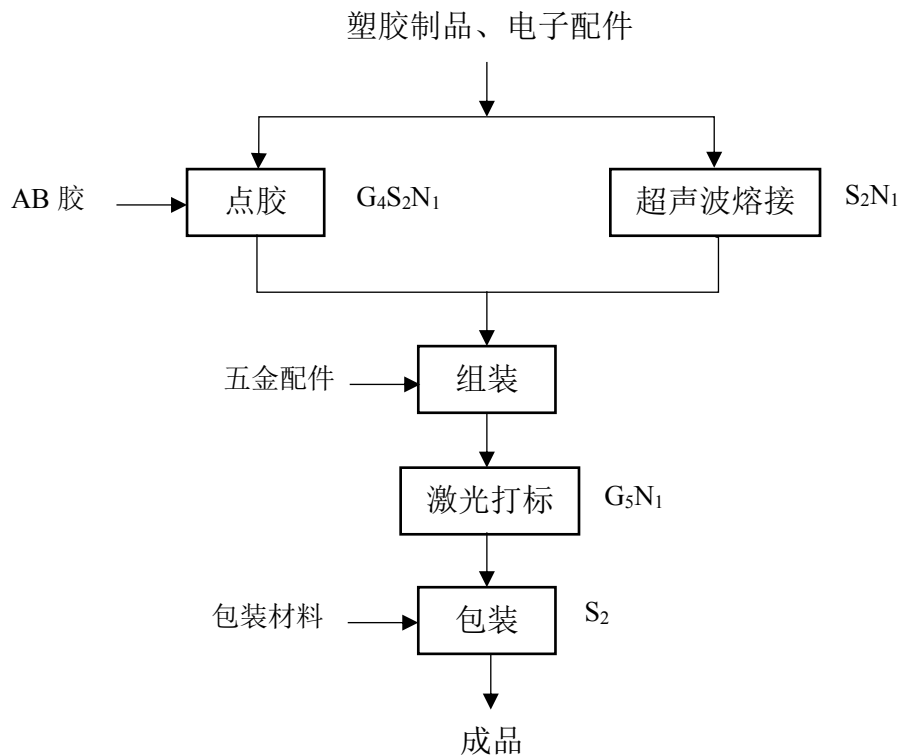 塑胶制品、电子配件
AB 胶
点胶
G₄S₂N₁
超声波熔接
S₂N₁
五金配件
组装
激光打标
G₅N₁
包装材料
包装
S₂
成品